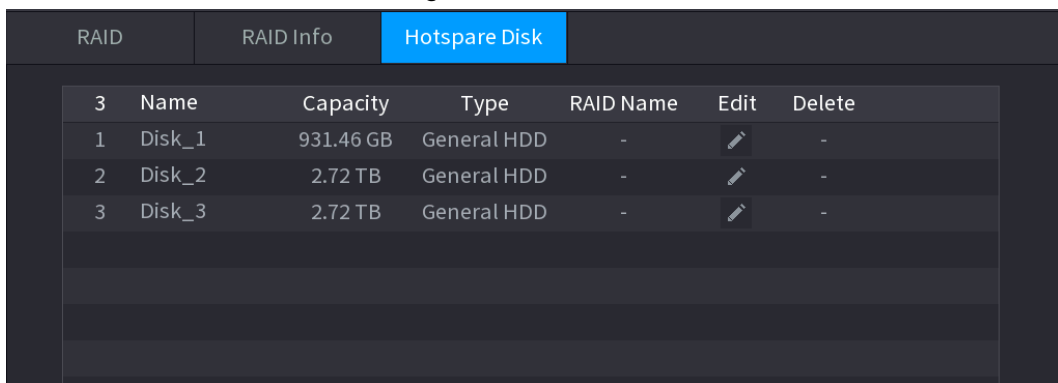 RAID RAID Info Hotspare Disk
3 Name Capacity Type RAID Name Edit Delete
1 Disk_1 931.46 GB General HDD - -
2 Disk_2 2.72 TB General HDD - -
3 Disk_3 2.72 TB General HDD - -